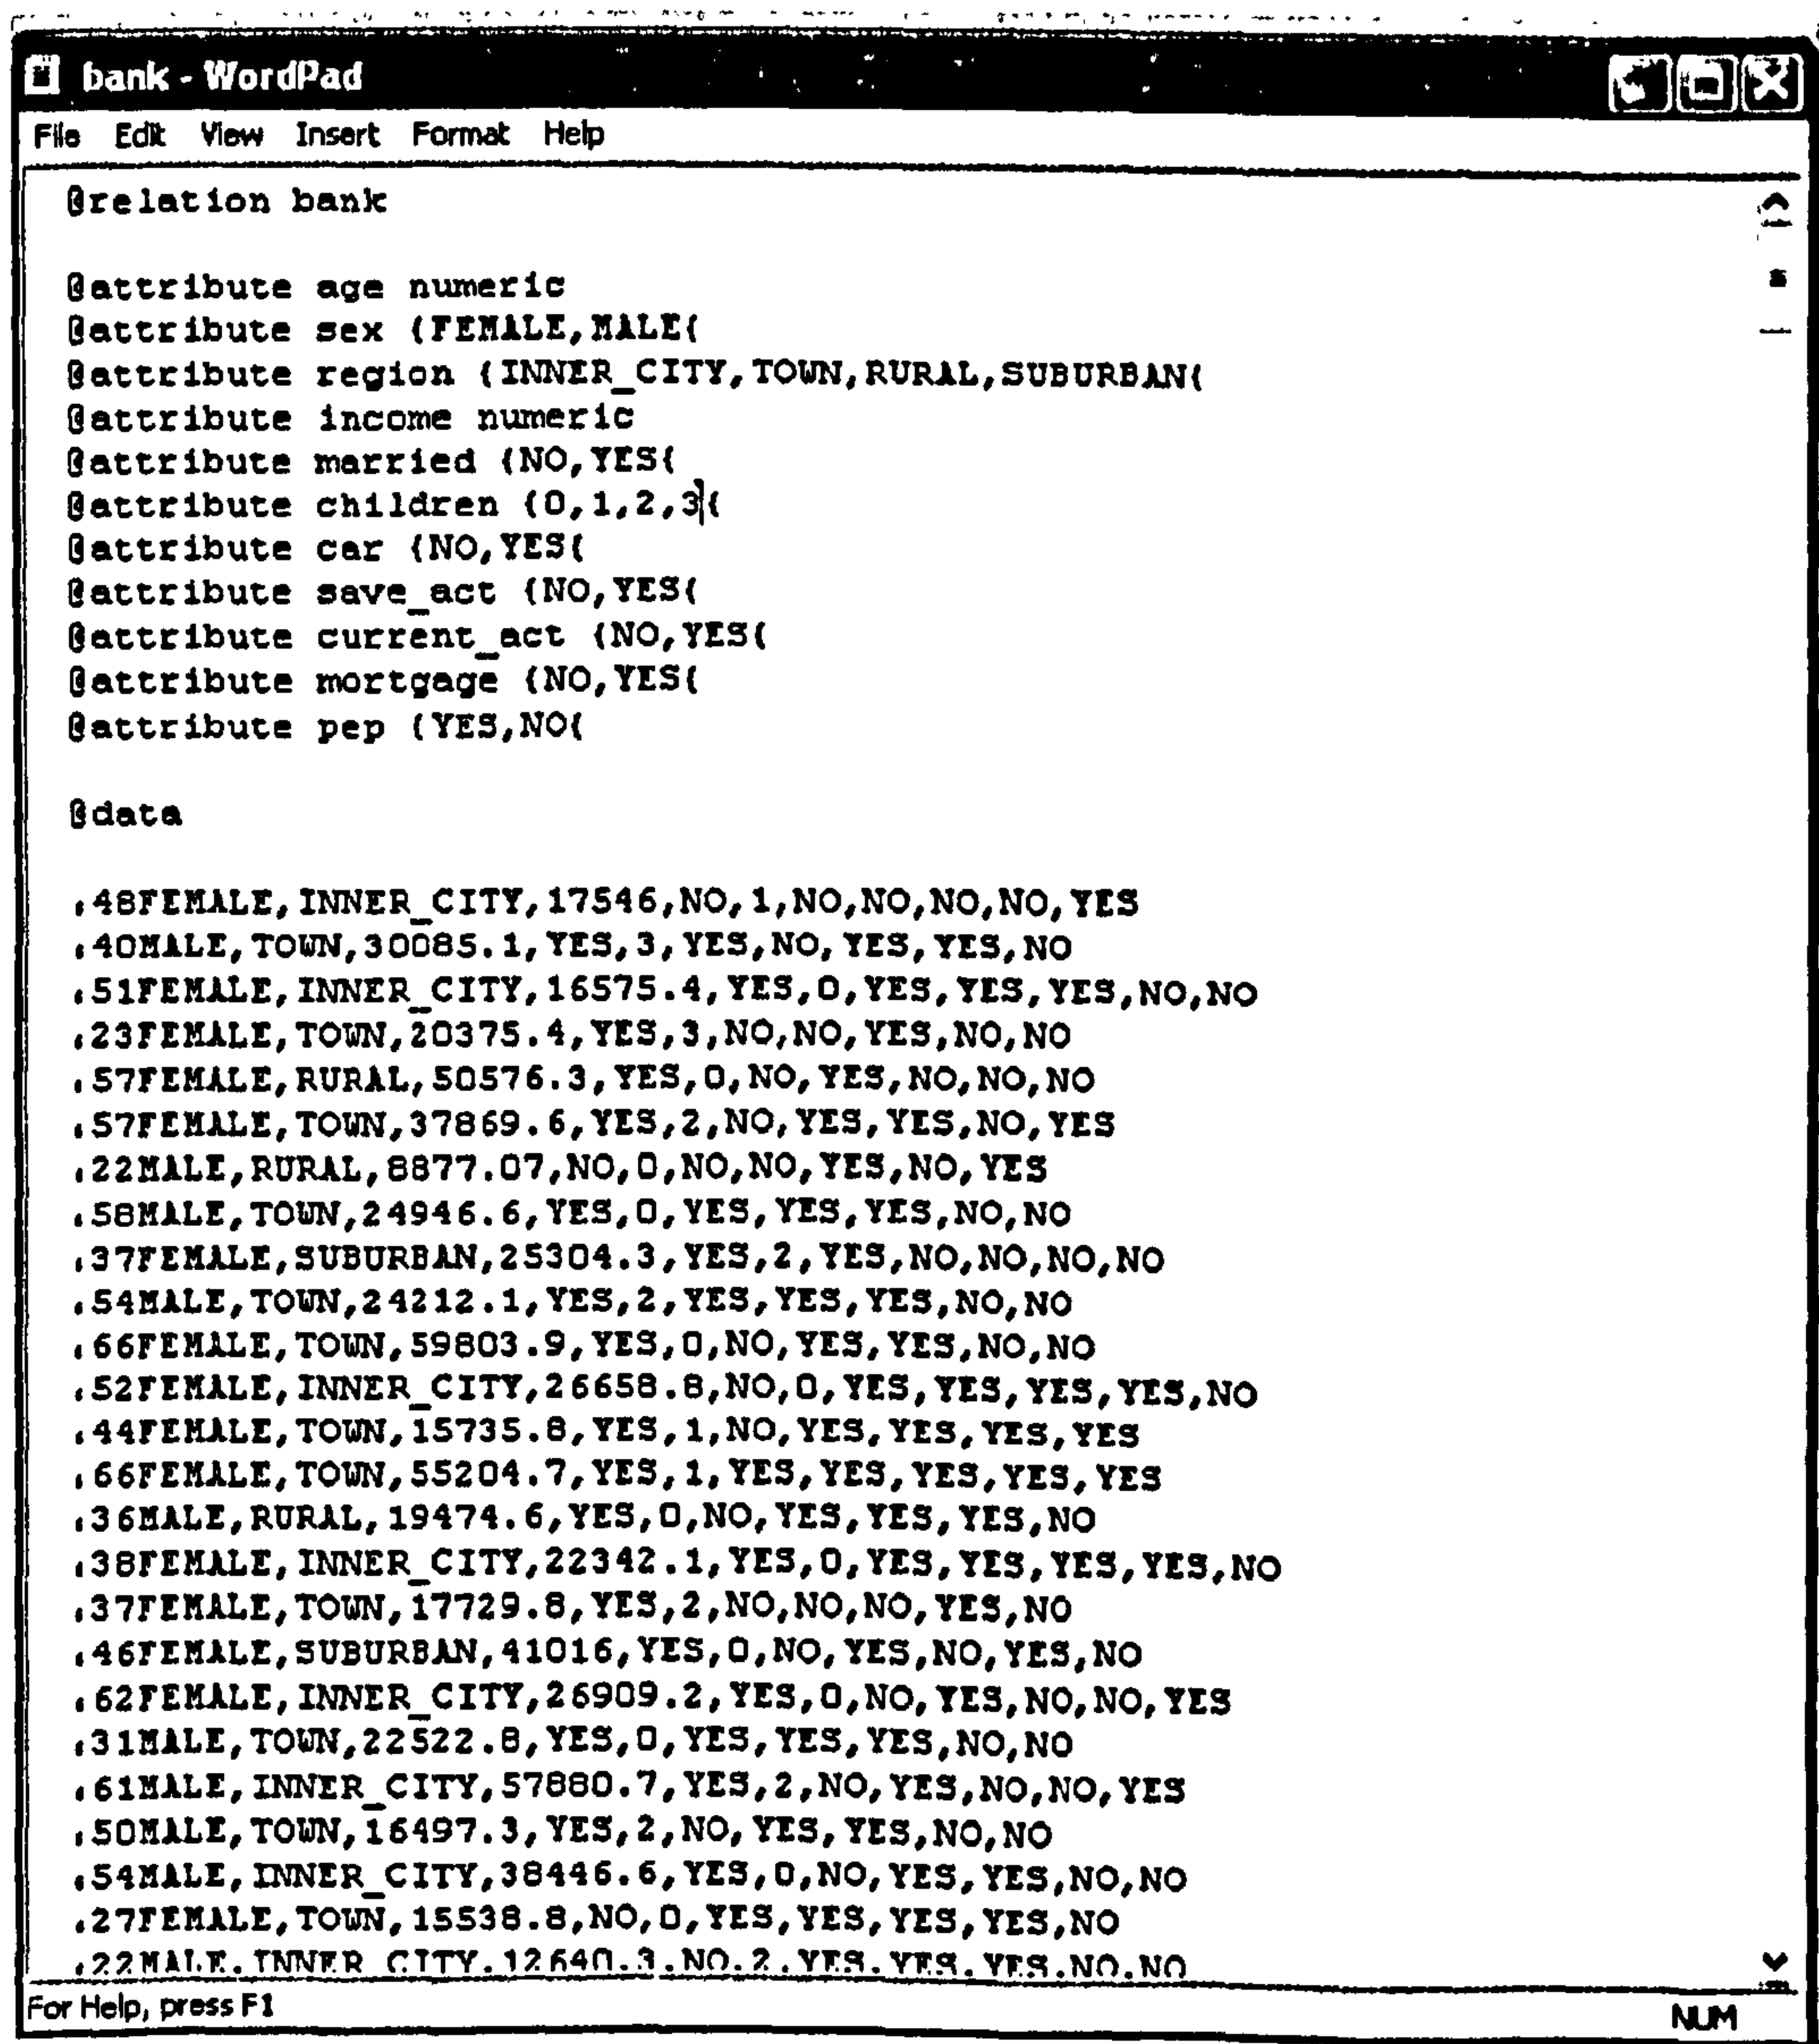 bank - WordPad
File Edit View Insert Format Help
@relation bank
@attribute age numeric
@attribute sex {FEMALE,MALE{
@attribute region {INNER_CITY,TOWN,RURAL,SUBURBAN{
@attribute income numeric
@attribute married {NO,YES{
@attribute children {0,1,2,3{
@attribute car {NO,YES{
@attribute save_act {NO,YES{
@attribute current_act {NO,YES{
@attribute mortgage {NO,YES{
@attribute pep {YES,NO{
@data
,48FEMALE,INNER_CITY,17546,NO,1,NO,NO,NO,NO,YES
,40MALE,TOWN,30085.1,YES,3,YES,NO,YES,YES,NO
,51FEMALE,INNER_CITY,16575.4,YES,0,YES,YES,YES,NO,NO
,23FEMALE,TOWN,20375.4,YES,3,NO,NO,YES,NO,NO
,57FEMALE,RURAL,50576.3,YES,0,NO,YES,NO,NO,NO
,57FEMALE,TOWN,37869.6,YES,2,NO,YES,YES,NO,YES
,22MALE,RURAL,8877.07,NO,0,NO,NO,YES,NO,YES
,58MALE,TOWN,24946.6,YES,0,YES,YES,YES,NO,NO
,37FEMALE,SUBURBAN,25304.3,YES,2,YES,NO,NO,NO,NO
,54MALE,TOWN,24212.1,YES,2,YES,YES,YES,NO,NO
,66FEMALE,TOWN,59803.9,YES,0,NO,YES,YES,NO,NO
,52FEMALE,INNER_CITY,26658.8,NO,0,YES,YES,YES,YES,NO
,44FEMALE,TOWN,15735.8,YES,1,NO,YES,YES,YES,YES
,66FEMALE,TOWN,55204.7,YES,1,YES,YES,YES,YES,YES
,36MALE,RURAL,19474.6,YES,0,NO,YES,YES,YES,NO
,38FEMALE,INNER_CITY,22342.1,YES,0,YES,YES,YES,YES,NO
,37FEMALE,TOWN,17729.8,YES,2,NO,NO,NO,YES,NO
,46FEMALE,SUBURBAN,41016,YES,0,NO,YES,NO,YES,NO
,62FEMALE,INNER_CITY,26909.2,YES,0,NO,YES,NO,NO,YES
,31MALE,TOWN,22522.8,YES,0,YES,YES,YES,NO,NO
,61MALE,INNER_CITY,57880.7,YES,2,NO,YES,NO,NO,YES
,50MALE,TOWN,16497.3,YES,2,NO,YES,YES,NO,NO
,54MALE,INNER_CITY,38446.6,YES,0,NO,YES,YES,NO,NO
,27FEMALE,TOWN,15538.8,NO,0,YES,YES,YES,YES,NO
,22MALE,INNER_CITY,12640.3,NO,2,YES,YES,YES,NO,NO
For Help, press F1
NUM